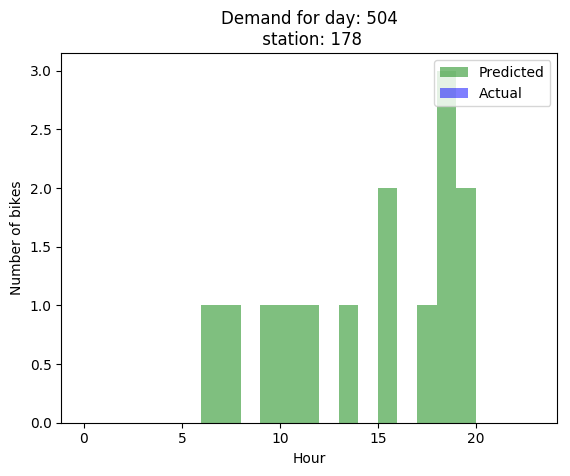 Demand for day: 504
station: 178
Predicted
Actual
3.0
2.5
2.0
1.5
1.0
0.5
0.0
Number of bikes
0
5
10
15
20
Hour